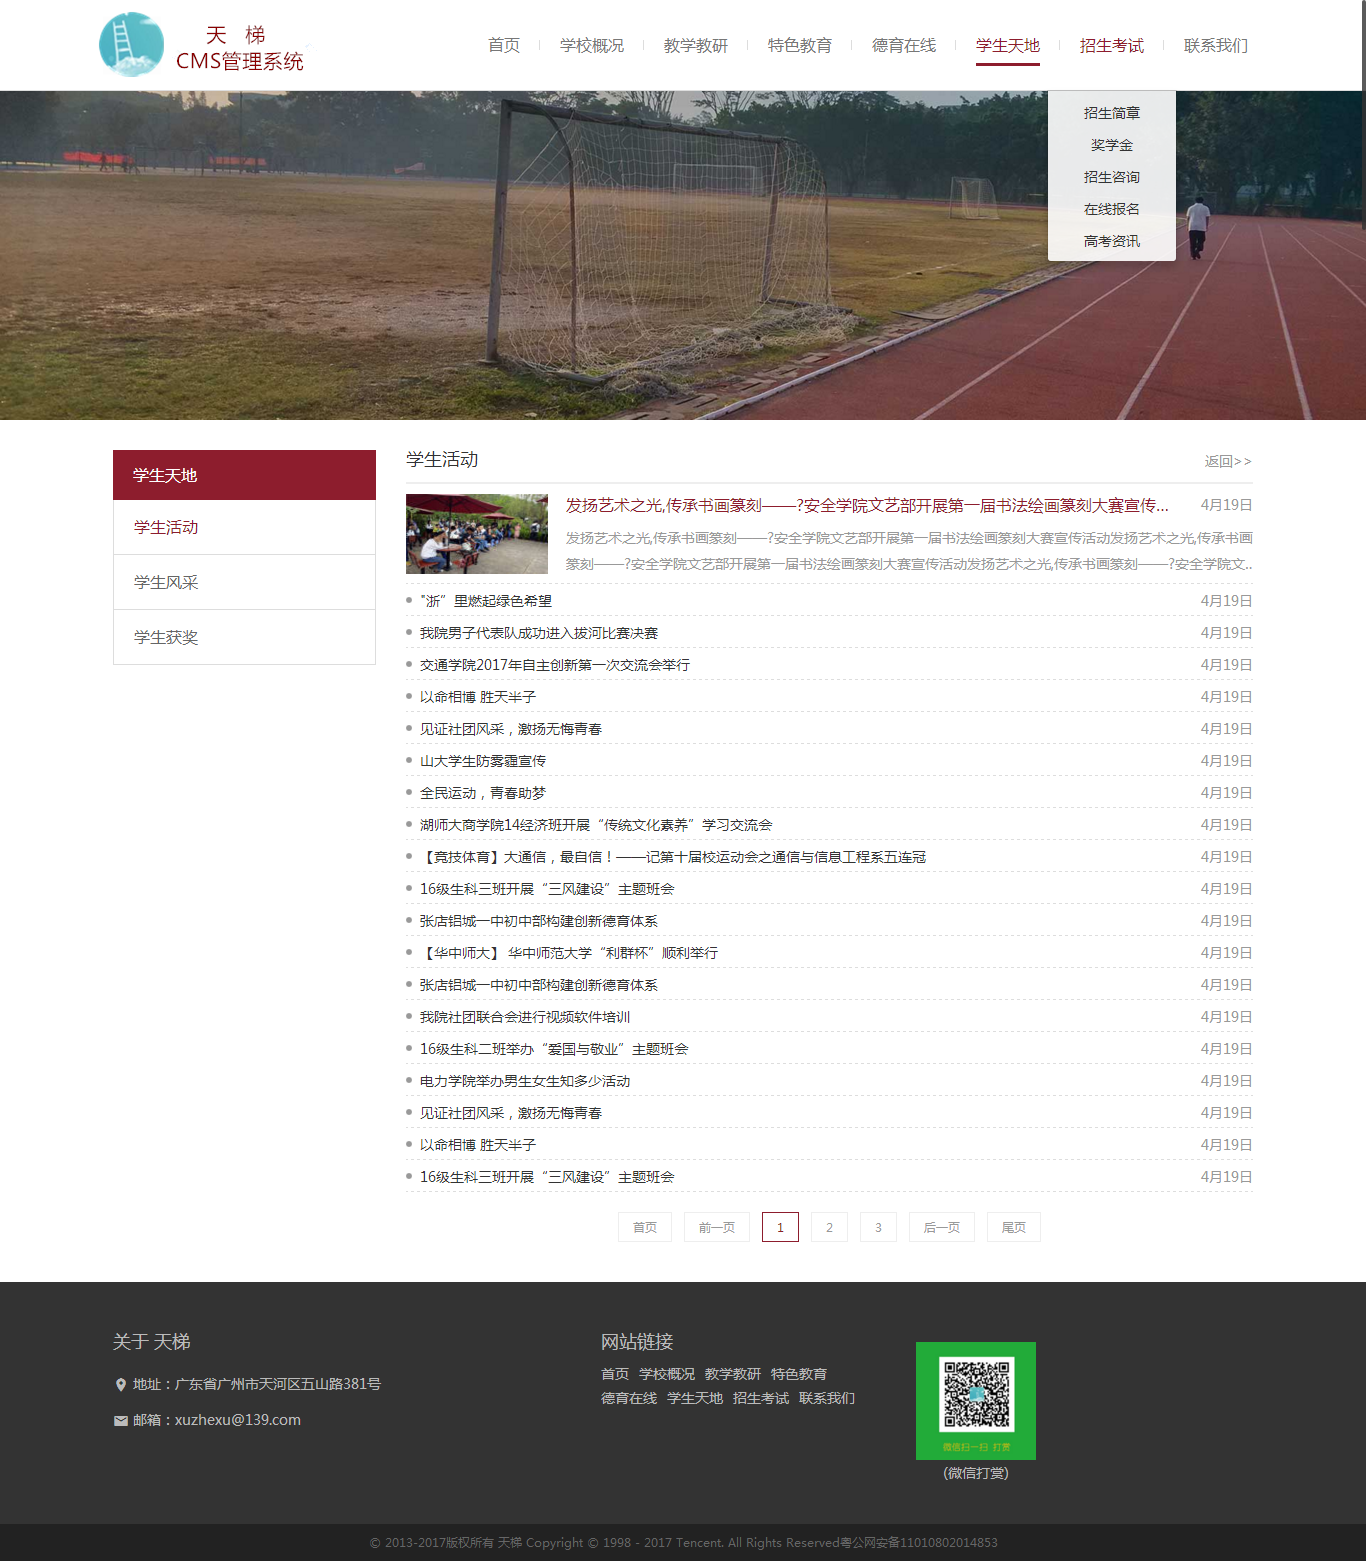 天 梯
CMS管理系统
首页 学校概况 教学教研 特色教育 德育在线 学生天地 招生考试 联系我们
招生简章
奖学金
招生咨询
在线报名
高考资讯
学生天地
学生活动
学生风采
学生获奖
学生活动 返回>>
发扬艺术之光,传承书画篆刻——?安全学院文艺部开展第一届书法绘画篆刻大赛宣传... 4月19日
发扬艺术之光,传承书画篆刻——?安全学院文艺部开展第一届书法绘画篆刻大赛宣传活动发扬艺术之光,传承书画
篆刻——?安全学院文艺部开展第一届书法绘画篆刻大赛宣传活动发扬艺术之光,传承书画篆刻——?安全学院文..
"浙”里燃起绿色希望 4月19日
我院男子代表队成功进入拔河比赛决赛 4月19日
交通学院2017年自主创新第一次交流会举行 4月19日
以命相博 胜天半子 4月19日
见证社团风采，激扬无悔青春 4月19日
山大学生防雾霾宣传 4月19日
全民运动，青春助梦 4月19日
湖师大商学院14经济班开展“传统文化素养”学习交流会 4月19日
【竞技体育】大通信，最自信！——记第十届校运动会之通信与信息工程系五连冠 4月19日
16级生科三班开展“三风建设”主题班会 4月19日
张店铝城一中初中部构建创新德育体系 4月19日
【华中师大】 华中师范大学“利群杯”顺利举行 4月19日
张店铝城一中初中部构建创新德育体系 4月19日
我院社团联合会进行视频软件培训 4月19日
16级生科二班举办“爱国与敬业”主题班会 4月19日
电力学院举办男生女生知多少活动 4月19日
见证社团风采，激扬无悔青春 4月19日
以命相博 胜天半子 4月19日
16级生科三班开展“三风建设”主题班会 4月19日
首页 前一页 1 2 3 后一页 尾页
关于 天梯
地址：广东省广州市天河区五山路381号
邮箱：xuzhexu@139.com
网站链接
首页 学校概况 教学教研 特色教育
德育在线 学生天地 招生考试 联系我们
微信扫一扫 打赏
(微信打赏)
© 2013-2017版权所有 天梯 Copyright © 1998 - 2017 Tencent. All Rights Reserved粤公网安备11010802014853